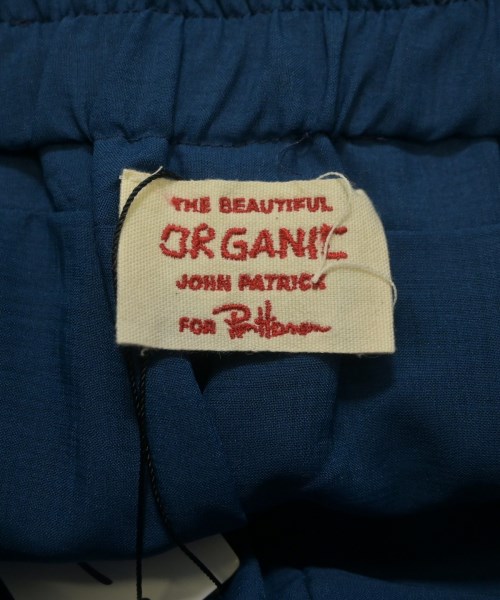 THE BEAUTIFUL
ORGANIC
JOHN PATRICK
FOR Ron Herman